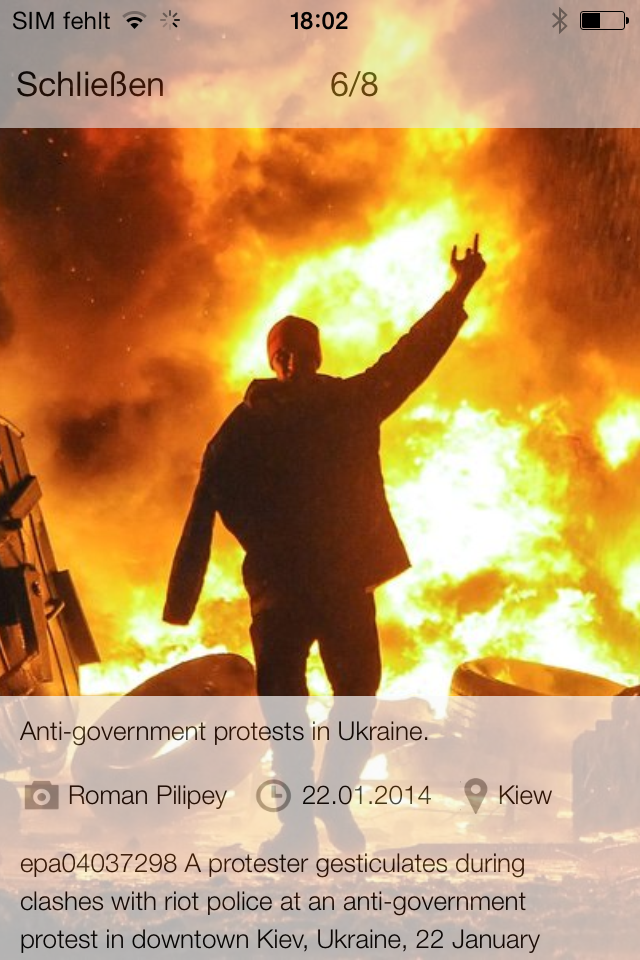 SIM fehlt 18:02
Schließen 6/8
Anti-government protests in Ukraine.
Roman Pilipey 22.01.2014 Kiew
epa04037298 A protester gesticulates during
clashes with riot police at an anti-government
protest in downtown Kiev, Ukraine, 22 January